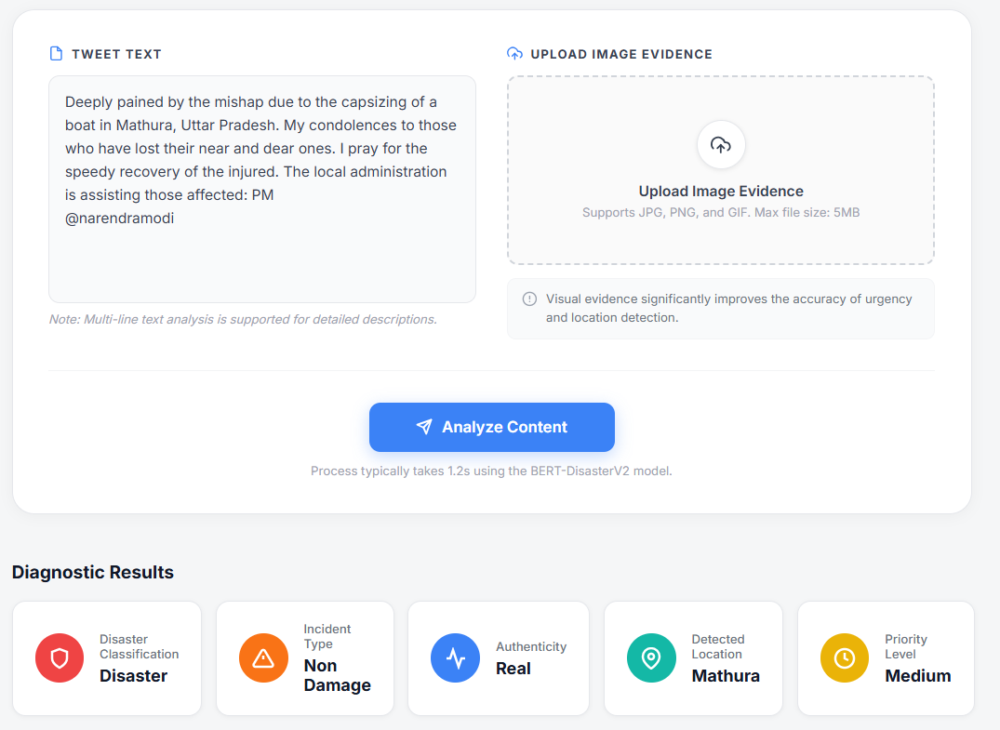 TWEET TEXT
Deeply pained by the mishap due to the capsizing of a
boat in Mathura, Uttar Pradesh. My condolences to those
who have lost their near and dear ones. I pray for the
speedy recovery of the injured. The local administration
is assisting those affected: PM
@narendramodi
Note: Multi-line text analysis is supported for detailed descriptions.
UPLOAD IMAGE EVIDENCE
Upload Image Evidence
Supports JPG, PNG, and GIF. Max file size: 5MB
Visual evidence significantly improves the accuracy of urgency
and location detection.
Analyze Content
Process typically takes 1.2s using the BERT-DisasterV2 model.
Diagnostic Results
Disaster
Classification
Disaster
Incident
Type
Non
Damage
Authenticity
Real
Detected
Location
Mathura
Priority
Level
Medium